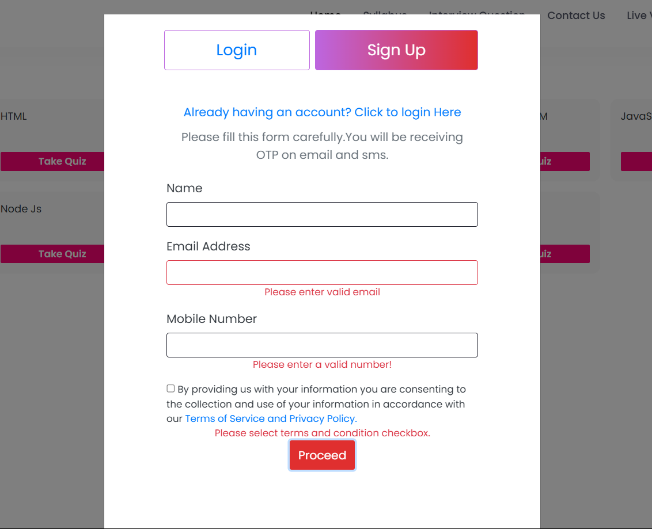 Home Syllabus Interview Question Contact Us Live
Login
Sign Up
Already having an account? Click to login Here
Please fill this form carefully.You will be receiving
OTP on email and sms.
HTML
Take Quiz
Name
Node Js
Take Quiz
Email Address
Please enter valid email
Mobile Number
Please enter a valid number!
By providing us with your information you are consenting to
the collection and use of your information in accordance with
our Terms of Service and Privacy Policy.
Please select terms and condition checkbox.
Proceed